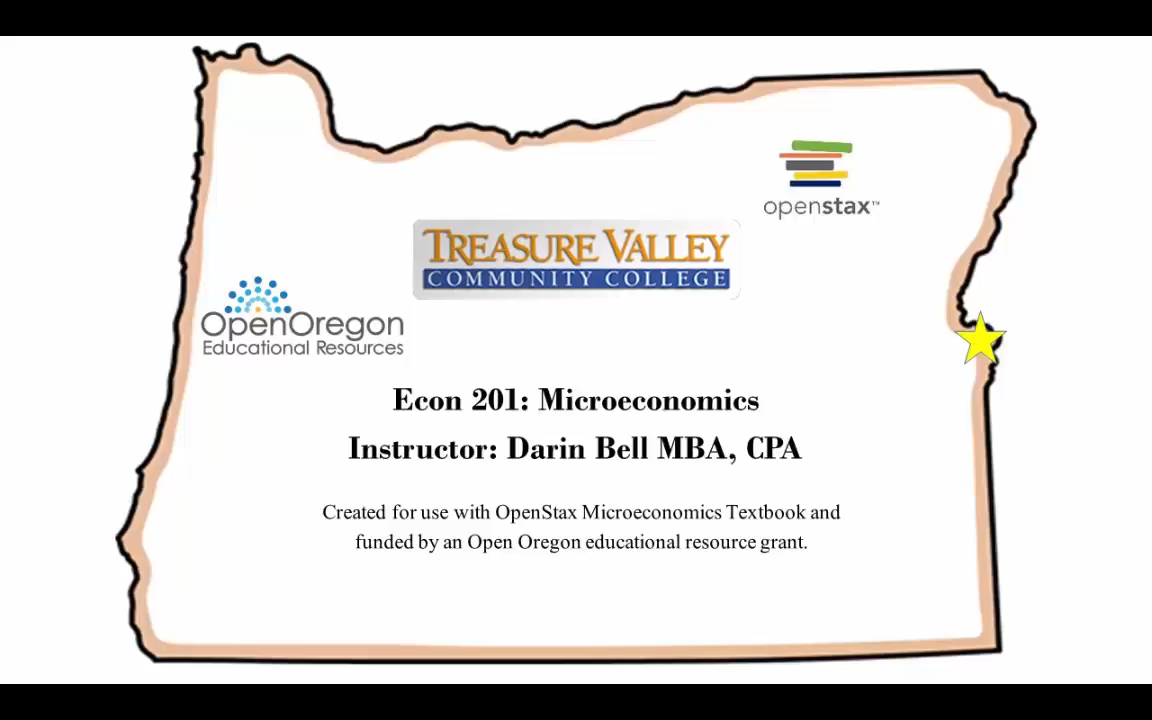 openstax™
TREASURE VALLEY
COMMUNITY COLLEGE
OpenOregon
Educational Resources
Econ 201: Microeconomics
Instructor: Darin Bell MBA, CPA
Created for use with OpenStax Microeconomics Textbook and
funded by an Open Oregon educational resource grant.